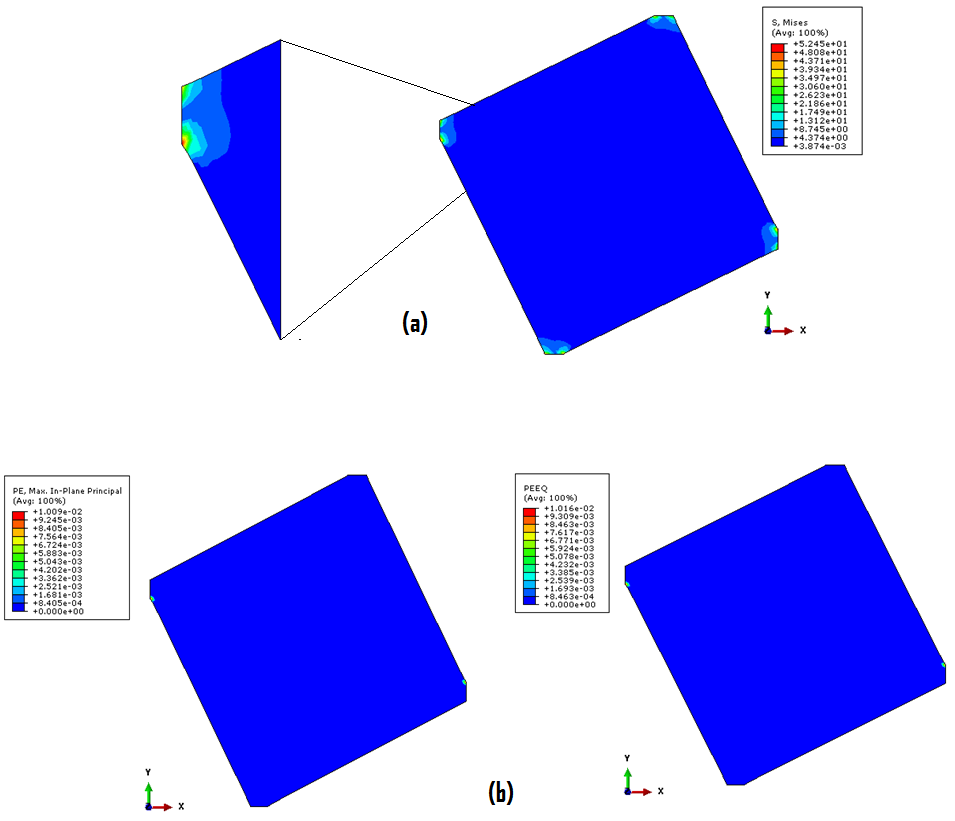 S, Mises
(Avg: 100%)
+5.245e+01
+4.808e+01
+4.371e+01
+3.934e+01
+3.497e+01
+3.060e+01
+2.623e+01
+2.186e+01
+1.749e+01
+1.312e+01
+8.745e+00
+4.374e+00
+3.874e-03
Y
X
(a)
PE, Max. In-Plane Principal
(Avg: 100%)
+1.009e-02
+9.245e-03
+8.405e-03
+7.564e-03
+6.724e-03
+5.883e-03
+5.043e-03
+4.202e-03
+3.362e-03
+2.521e-03
+1.681e-03
+8.405e-04
+0.000e+00
Y
X
PEEQ
(Avg: 100%)
+1.016e-02
+9.309e-03
+8.463e-03
+7.617e-03
+6.771e-03
+5.924e-03
+5.078e-03
+4.232e-03
+3.385e-03
+2.539e-03
+1.693e-03
+8.463e-04
+0.000e+00
Y
X
(b)